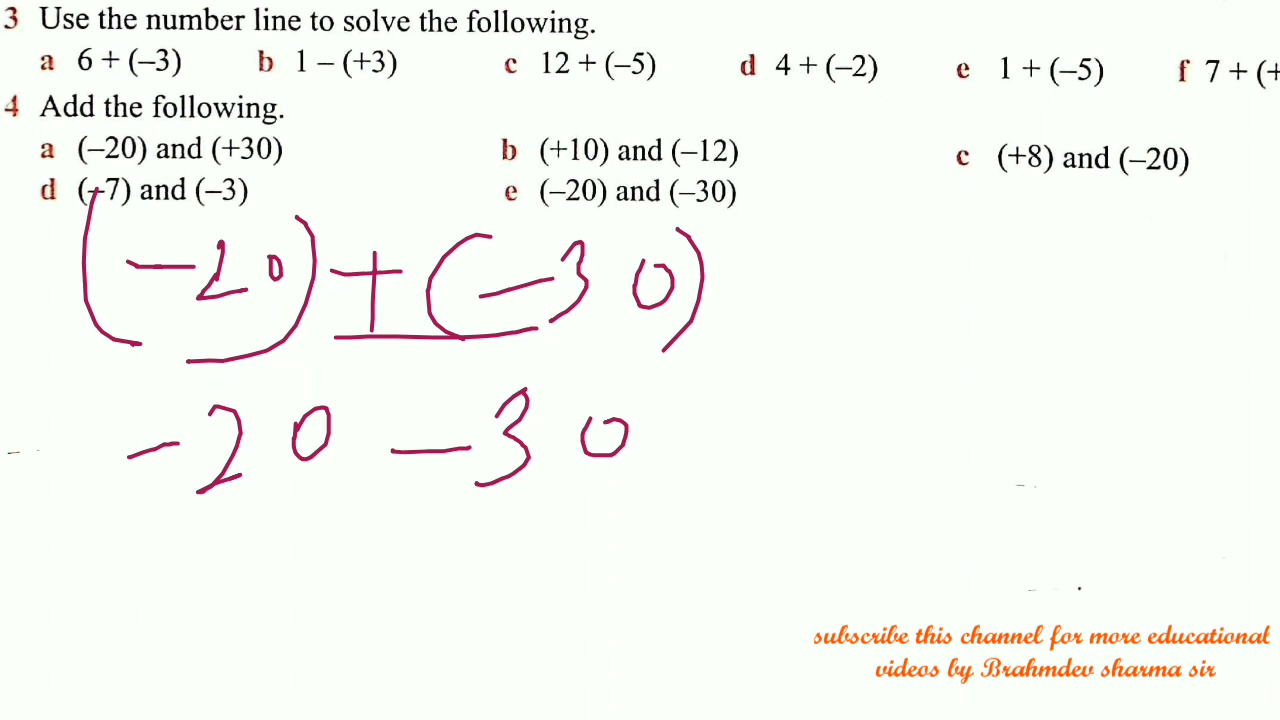 3 Use the number line to solve the following.
a 6 + (–3) b 1 – (+3) c 12 + (–5) d 4 + (–2) e 1 + (–5) f 7 + (+
4 Add the following.
a (–20) and (+30) b (+10) and (–12) c (+8) and (–20)
d (–7) and (–3) e (–20) and (–30)
(–20) + (–30)
–20 –30
subscribe this channel for more educational
videos by Brahmdev sharma sir